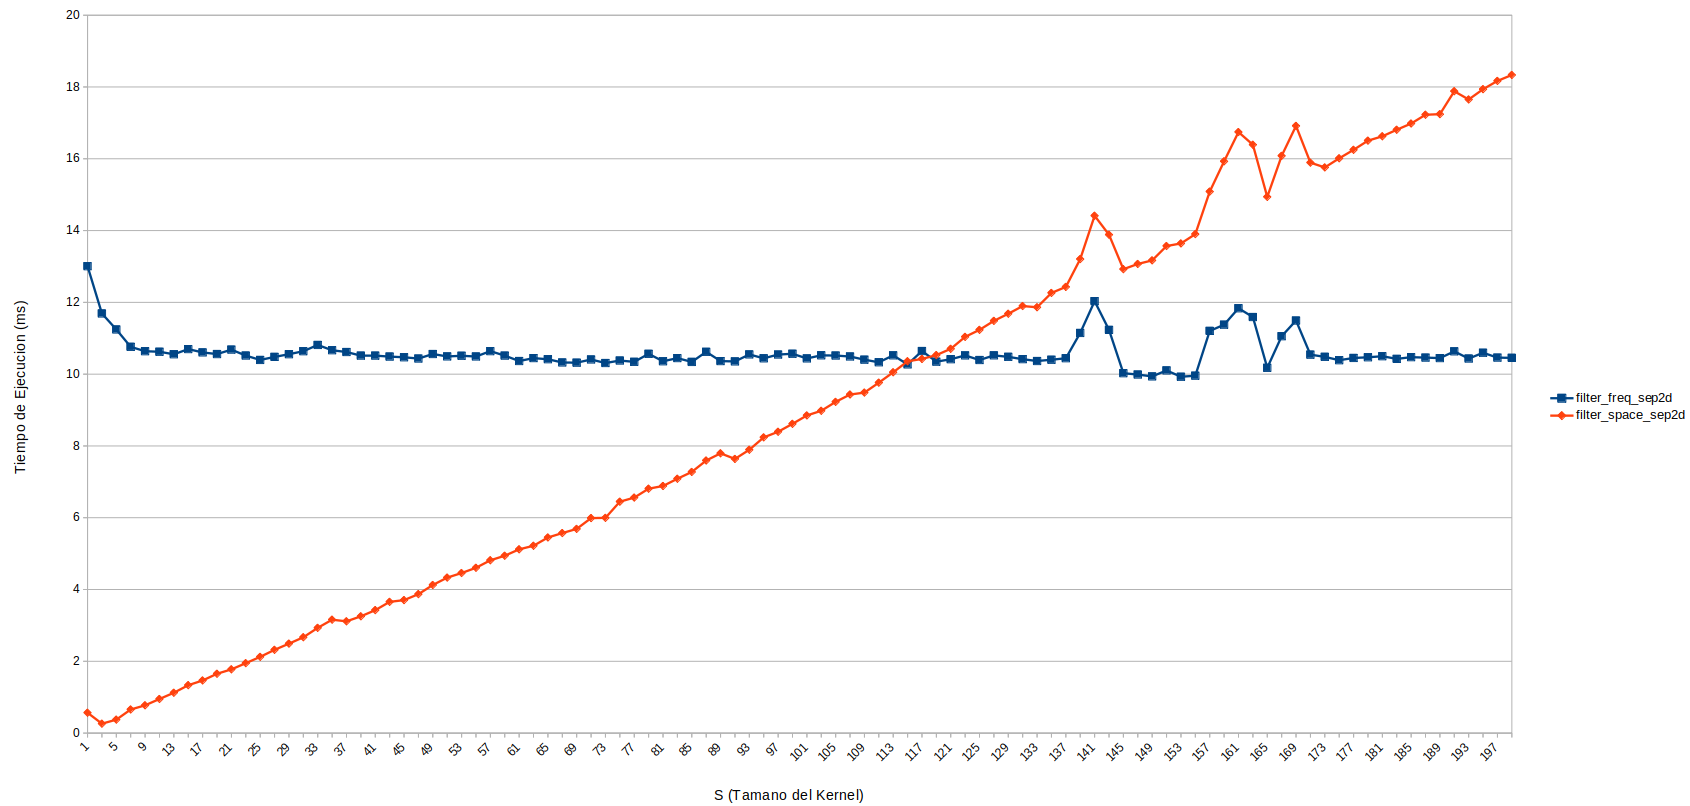 20
18
16
14
12
10
8
6
4
2
0
Tiempo de Ejecucion (ms)
1 5 9 13 17 21 25 29 33 37 41 45 49 53 57 61 65 69 73 77 81 85 89 93 97 101 105 109 113 117 121 125 129 133 137 141 145 149 153 157 161 165 169 173 177 181 185 189 193 197
S (Tamano del Kernel)
filter_freq_sep2d
filter_space_sep2d